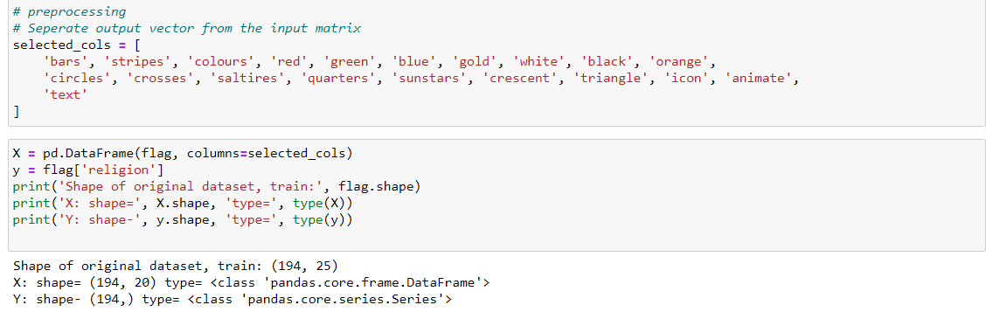 # preprocessing
# Seperate output vector from the input matrix
selected_cols = [
    'bars', 'stripes', 'colours', 'red', 'green', 'blue', 'gold', 'white', 'black', 'orange',
    'circles', 'crosses', 'saltires', 'quarters', 'sunstars', 'crescent', 'triangle', 'icon', 'animate',
    'text'
]
X = pd.DataFrame(flag, columns=selected_cols)
y = flag['religion']
print('Shape of original dataset, train:', flag.shape)
print('X: shape=', X.shape, 'type=', type(X))
print('Y: shape-', y.shape, 'type=', type(y))
Shape of original dataset, train: (194, 25)
X: shape= (194, 20) type= <class 'pandas.core.frame.DataFrame'>
Y: shape- (194,) type= <class 'pandas.core.series.Series'>